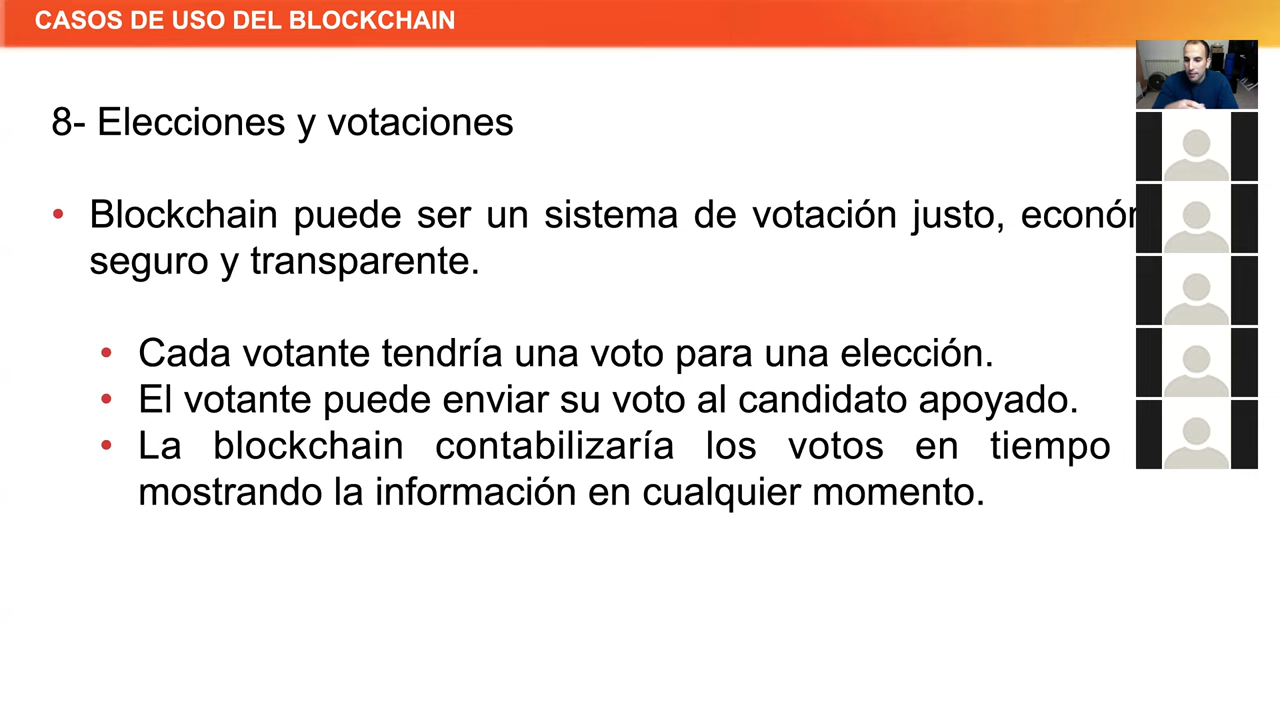 CASOS DE USO DEL BLOCKCHAIN
8- Elecciones y votaciones
• Blockchain puede ser un sistema de votación justo,
seguro y transparente.
• Cada votante tendría una voto para una elección.
• El votante puede enviar su voto al candidato apoyado.
• La blockchain contabilizaría los votos en tiempo
mostrando la información en cualquier momento.